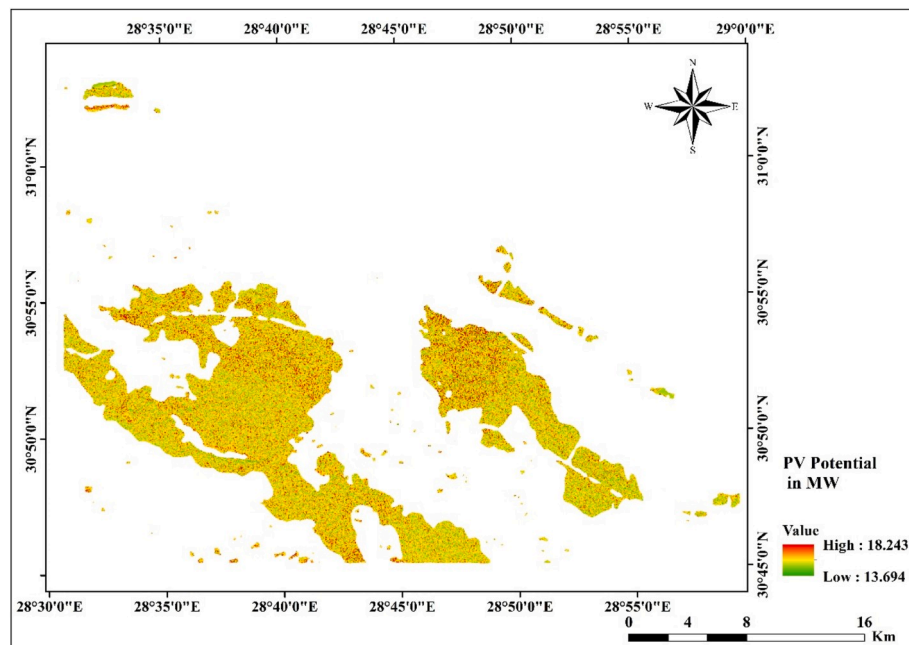 28°35'0"E 28°40'0"E 28°45'0"E 28°50'0"E 28°55'0"E 29°0'0"E
N
W E
S
31°0'0"N 31°0'0"N
30°55'0"N 30°55'0"N
30°50'0"N 30°50'0"N
30°45'0"N
PV Potential
in MW
Value
High : 18.243
Low : 13.694
28°30'0"E 28°35'0"E 28°40'0"E 28°45'0"E 28°50'0"E 28°55'0"E
0 4 8 16
Km